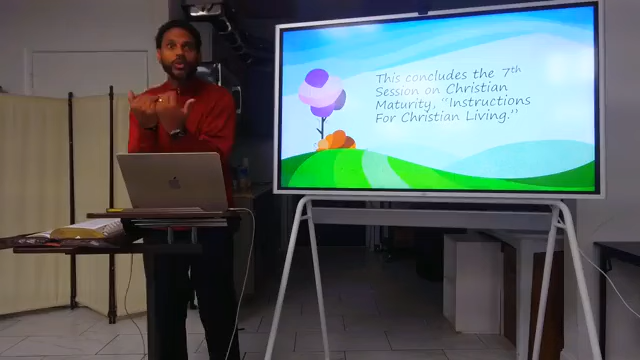 This concludes the 7th
Session on Christian
Maturity, "Instructions
For Christian Living."